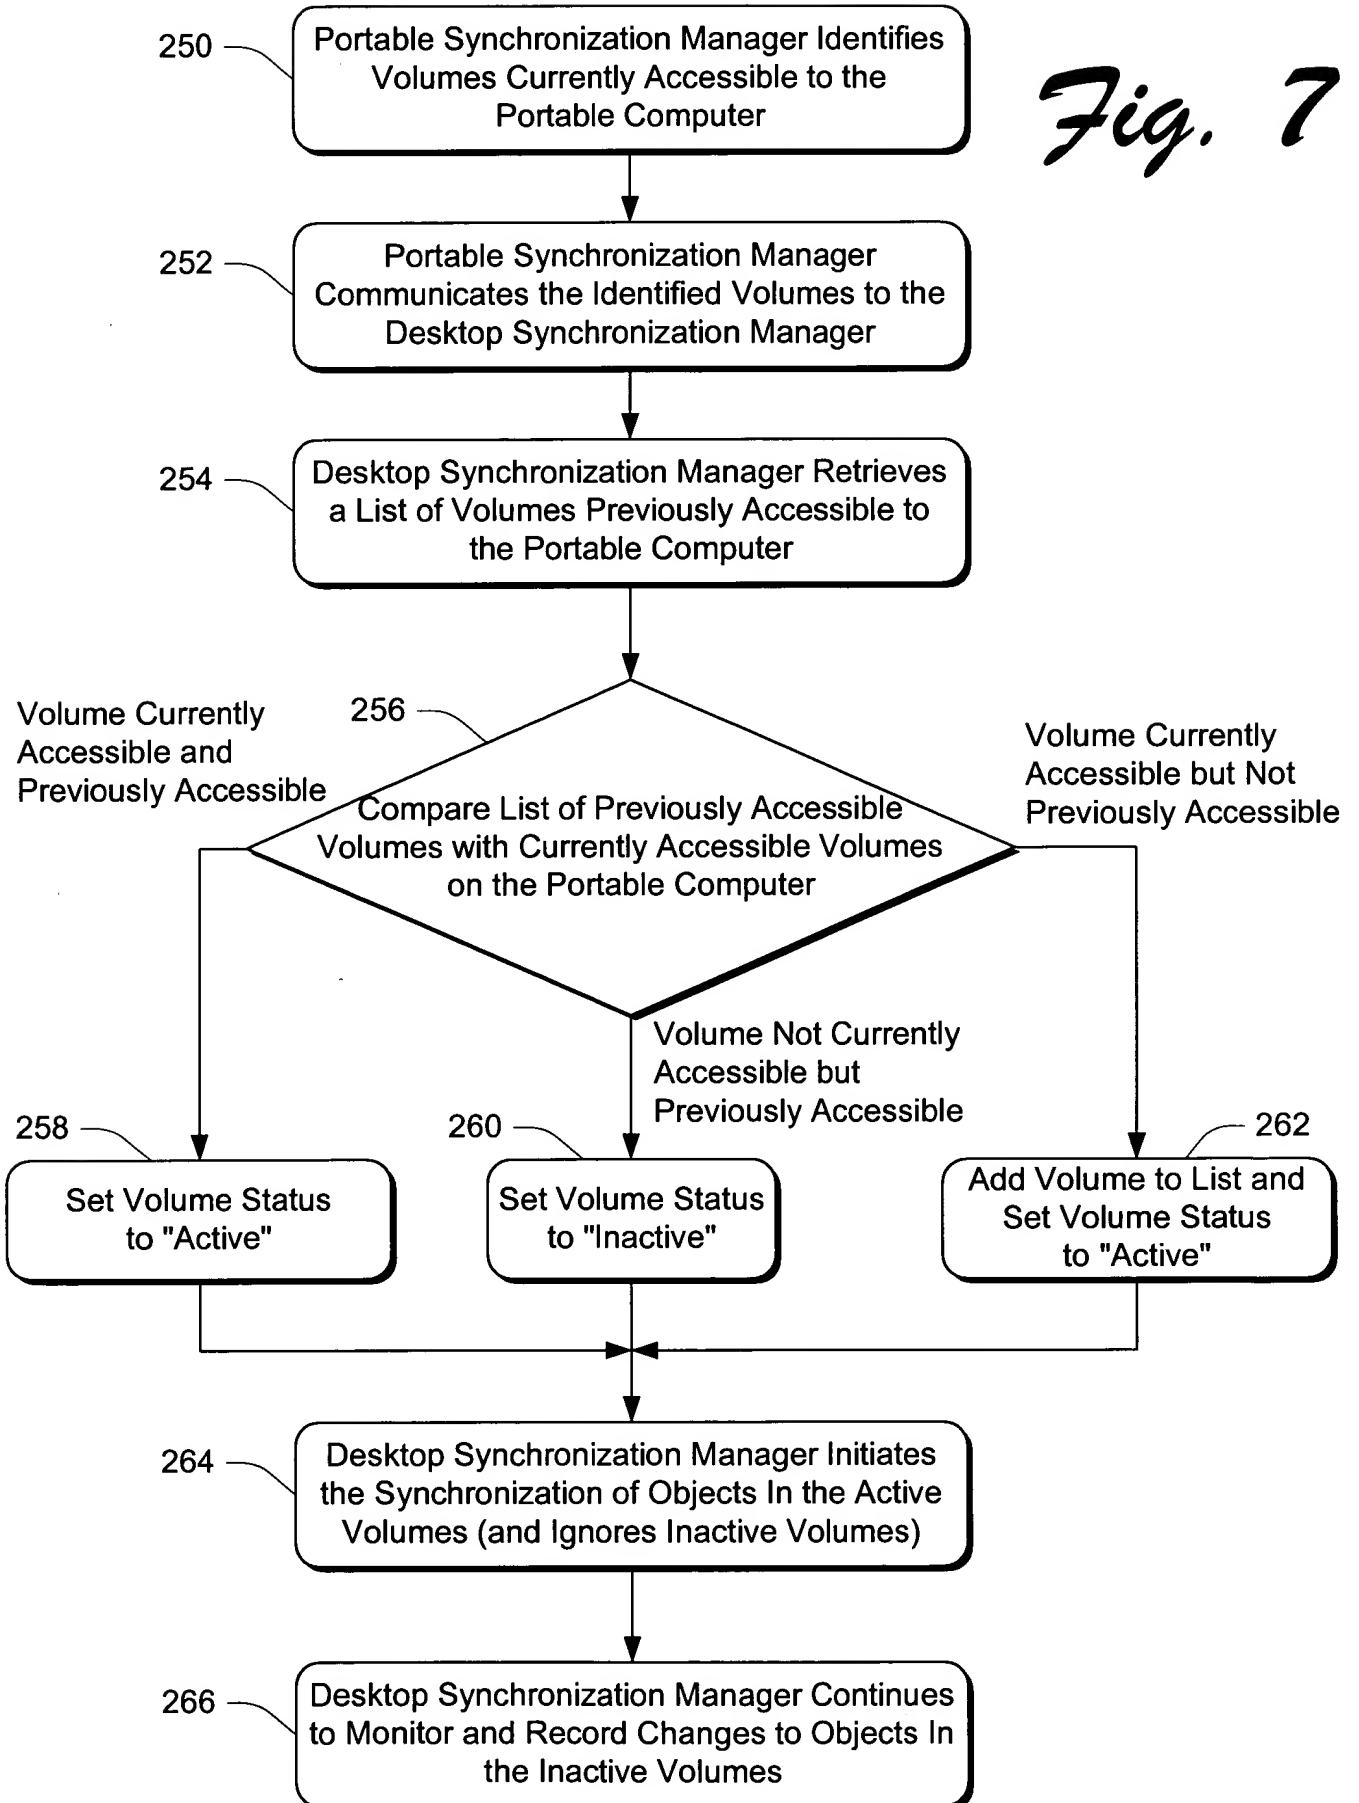 250
Portable Synchronization Manager Identifies
Volumes Currently Accessible to the
Portable Computer
Fig. 7
252
Portable Synchronization Manager
Communicates the Identified Volumes to the
Desktop Synchronization Manager
254
Desktop Synchronization Manager Retrieves
a List of Volumes Previously Accessible to
the Portable Computer
Volume Currently
Accessible and
Previously Accessible
256
Compare List of Previously Accessible
Volumes with Currently Accessible Volumes
on the Portable Computer
Volume Currently
Accessible but Not
Previously Accessible
Volume Not Currently
Accessible but
Previously Accessible
258
Set Volume Status
to "Active"
260
Set Volume Status
to "Inactive"
262
Add Volume to List and
Set Volume Status
to "Active"
264
Desktop Synchronization Manager Initiates
the Synchronization of Objects In the Active
Volumes (and Ignores Inactive Volumes)
266
Desktop Synchronization Manager Continues
to Monitor and Record Changes to Objects In
the Inactive Volumes